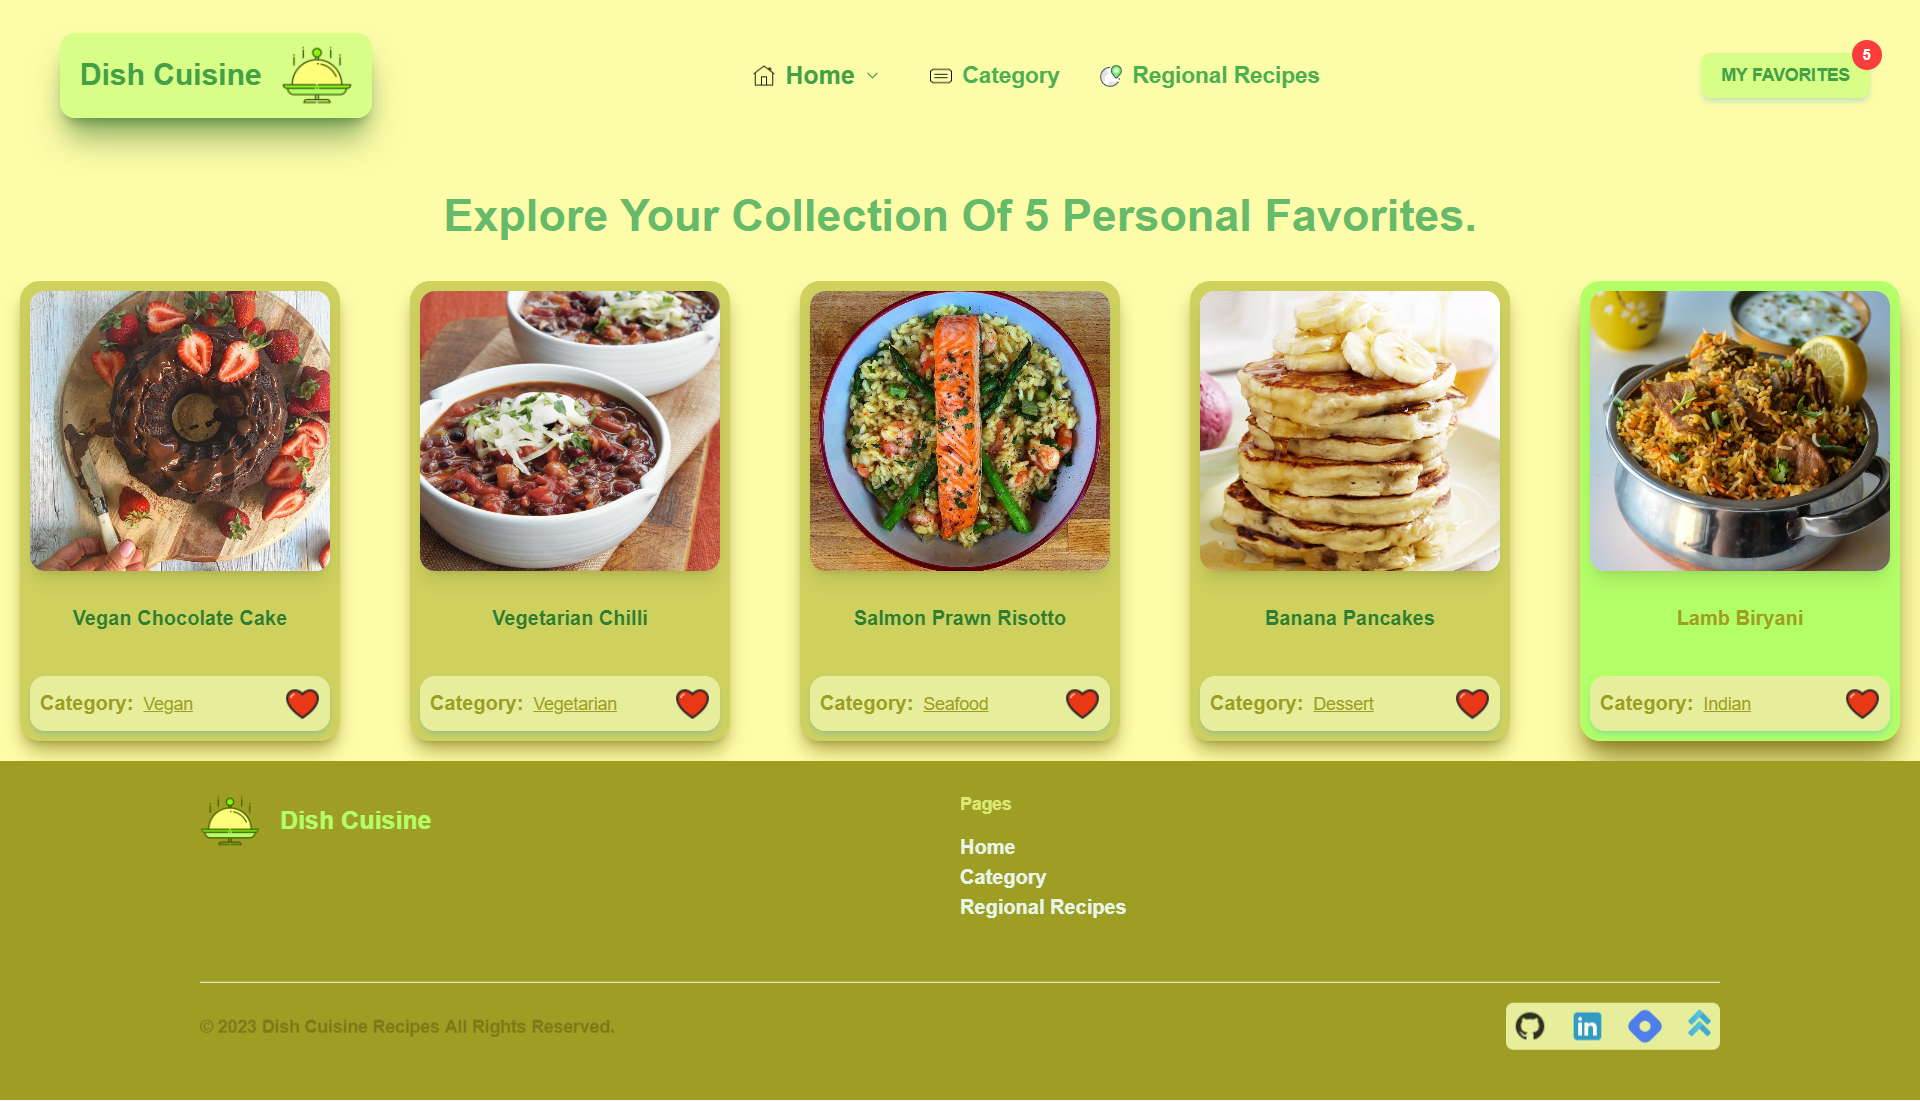 Dish Cuisine
Home
Category
Regional Recipes
MY FAVORITES
5
Explore Your Collection Of 5 Personal Favorites.
Vegan Chocolate Cake
Category: Vegan
Vegetarian Chilli
Category: Vegetarian
Salmon Prawn Risotto
Category: Seafood
Banana Pancakes
Category: Dessert
Lamb Biryani
Category: Indian
Dish Cuisine
Pages
Home
Category
Regional Recipes
© 2023 Dish Cuisine Recipes All Rights Reserved.
in